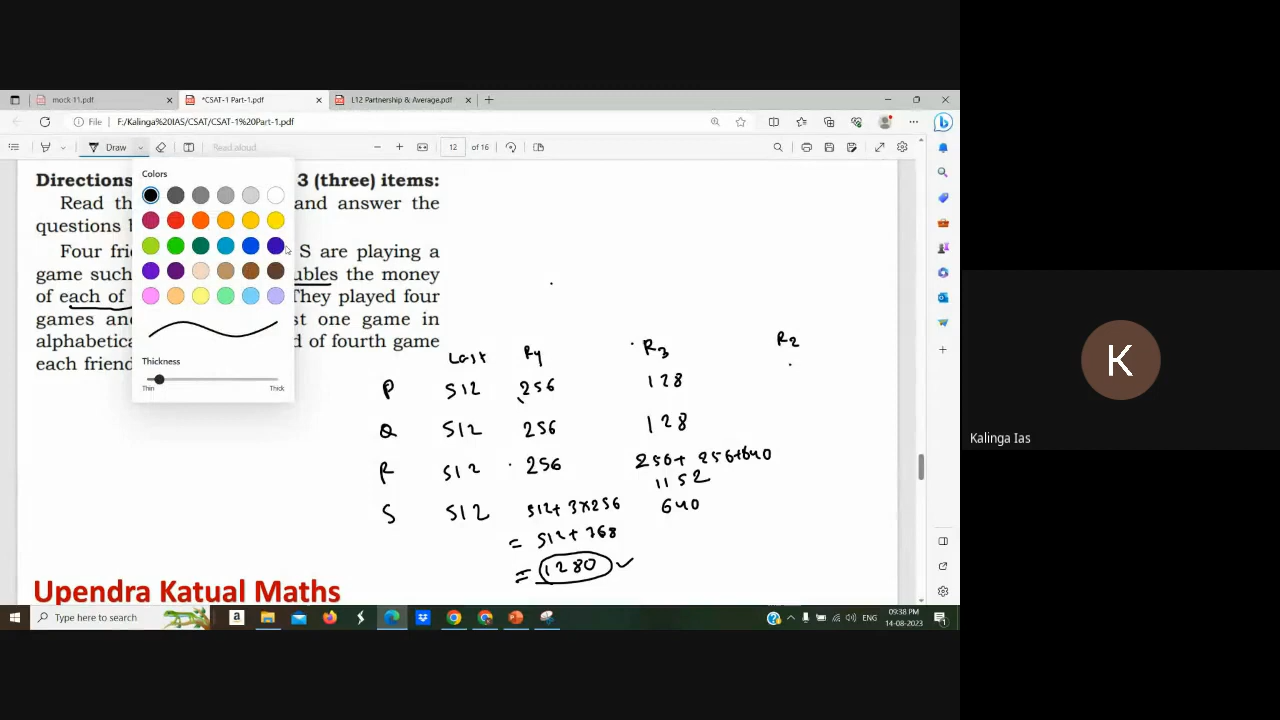 mock 11.pdf
*CSAT-1 Part-1.pdf
L12 Partnership & Average.pdf
File F:/Kalinga%20IAS/CSAT/CSAT-1%20Part-1.pdf
Draw
Read aloud
12 of 16
Colors
Thickness
Thin Thick
Directions 3 (three) items:
Read th and answer the
questions b
Four frie S are playing a
game such ubles the money
of each of They played four
games and st one game in
alphabetica d of fourth game
each friend
Last R4 R3 R2
P 512 256 128
Q 512 256 128
R 512 256 256+ 256+640
1152
S 512 512+ 3x256 640
= 512+ 768
= 1280
Upendra Katual Maths
Type here to search
ENG
09:38 PM
14-08-2023
K
Kalinga Ias